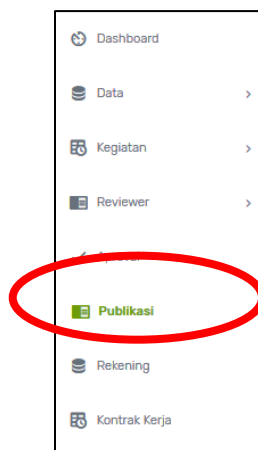 Dashboard
Data
Kegiatan
Reviewer
Publikasi
Rekening
Kontrak Kerja